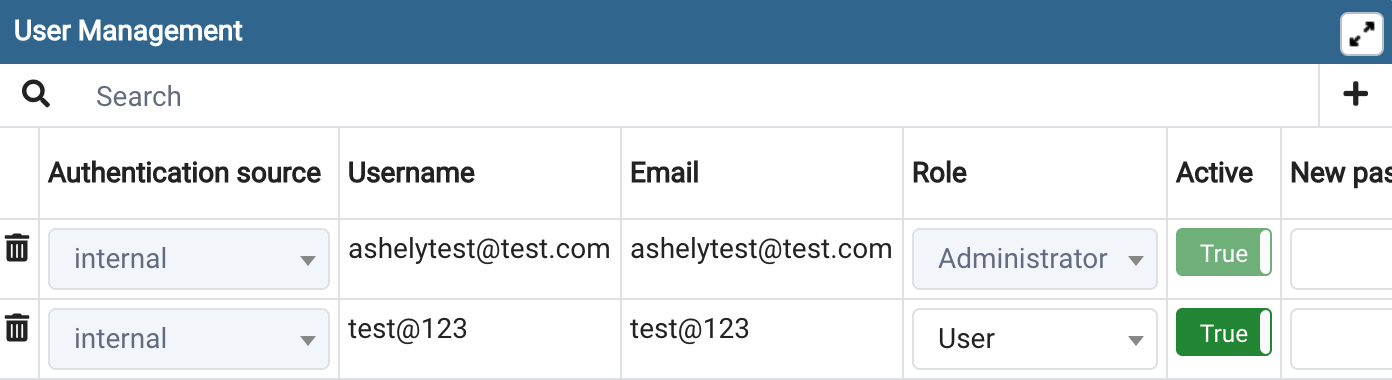 User Management
Search
Authentication source Username Email Role Active New pas
internal ashelytest@test.com ashelytest@test.com Administrator True
internal test@123 test@123 User True